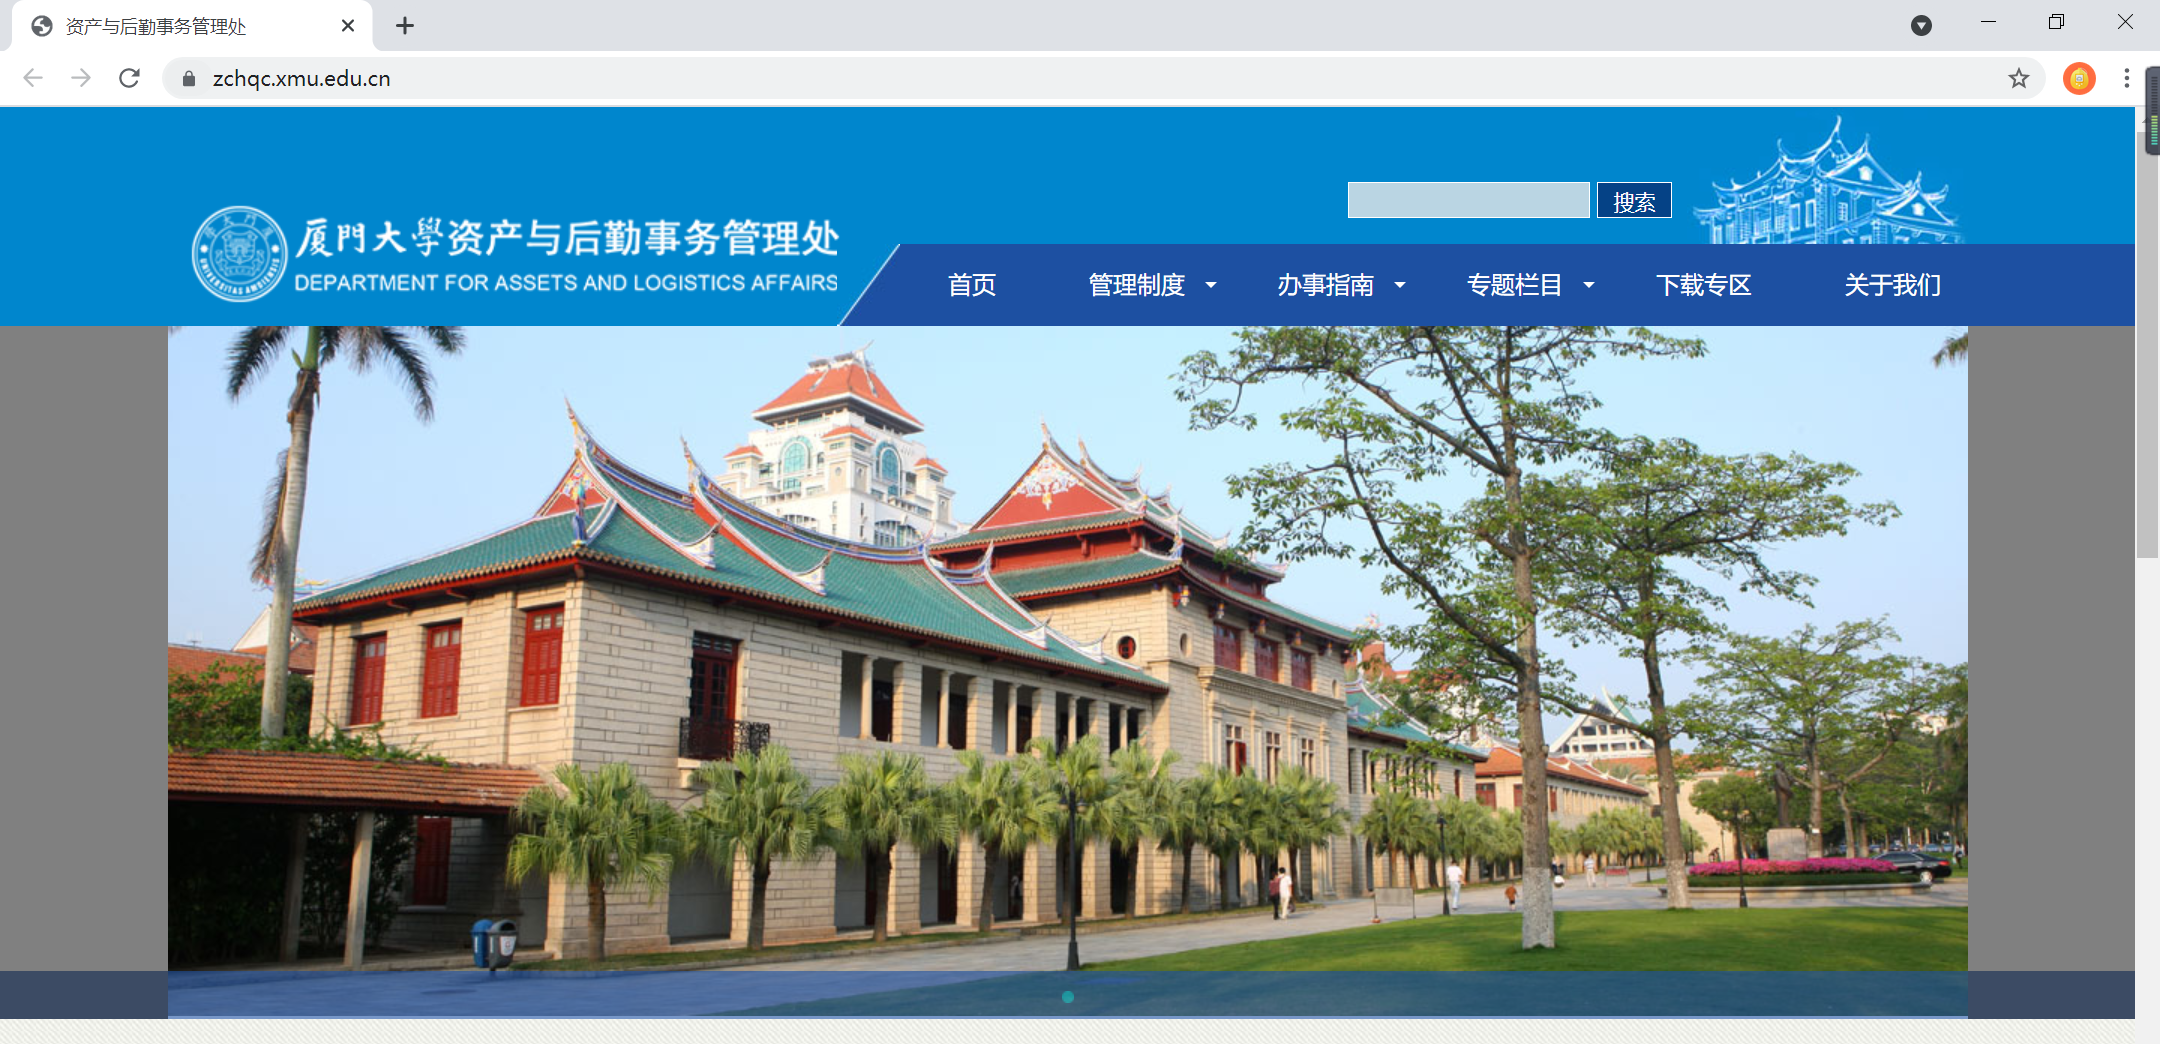 资产与后勤事务管理处
zchqc.xmu.edu.cn
搜索
厦門大學资产与后勤事务管理处
DEPARTMENT FOR ASSETS AND LOGISTICS AFFAIRS
首页 管理制度 办事指南 专题栏目 下载专区 关于我们